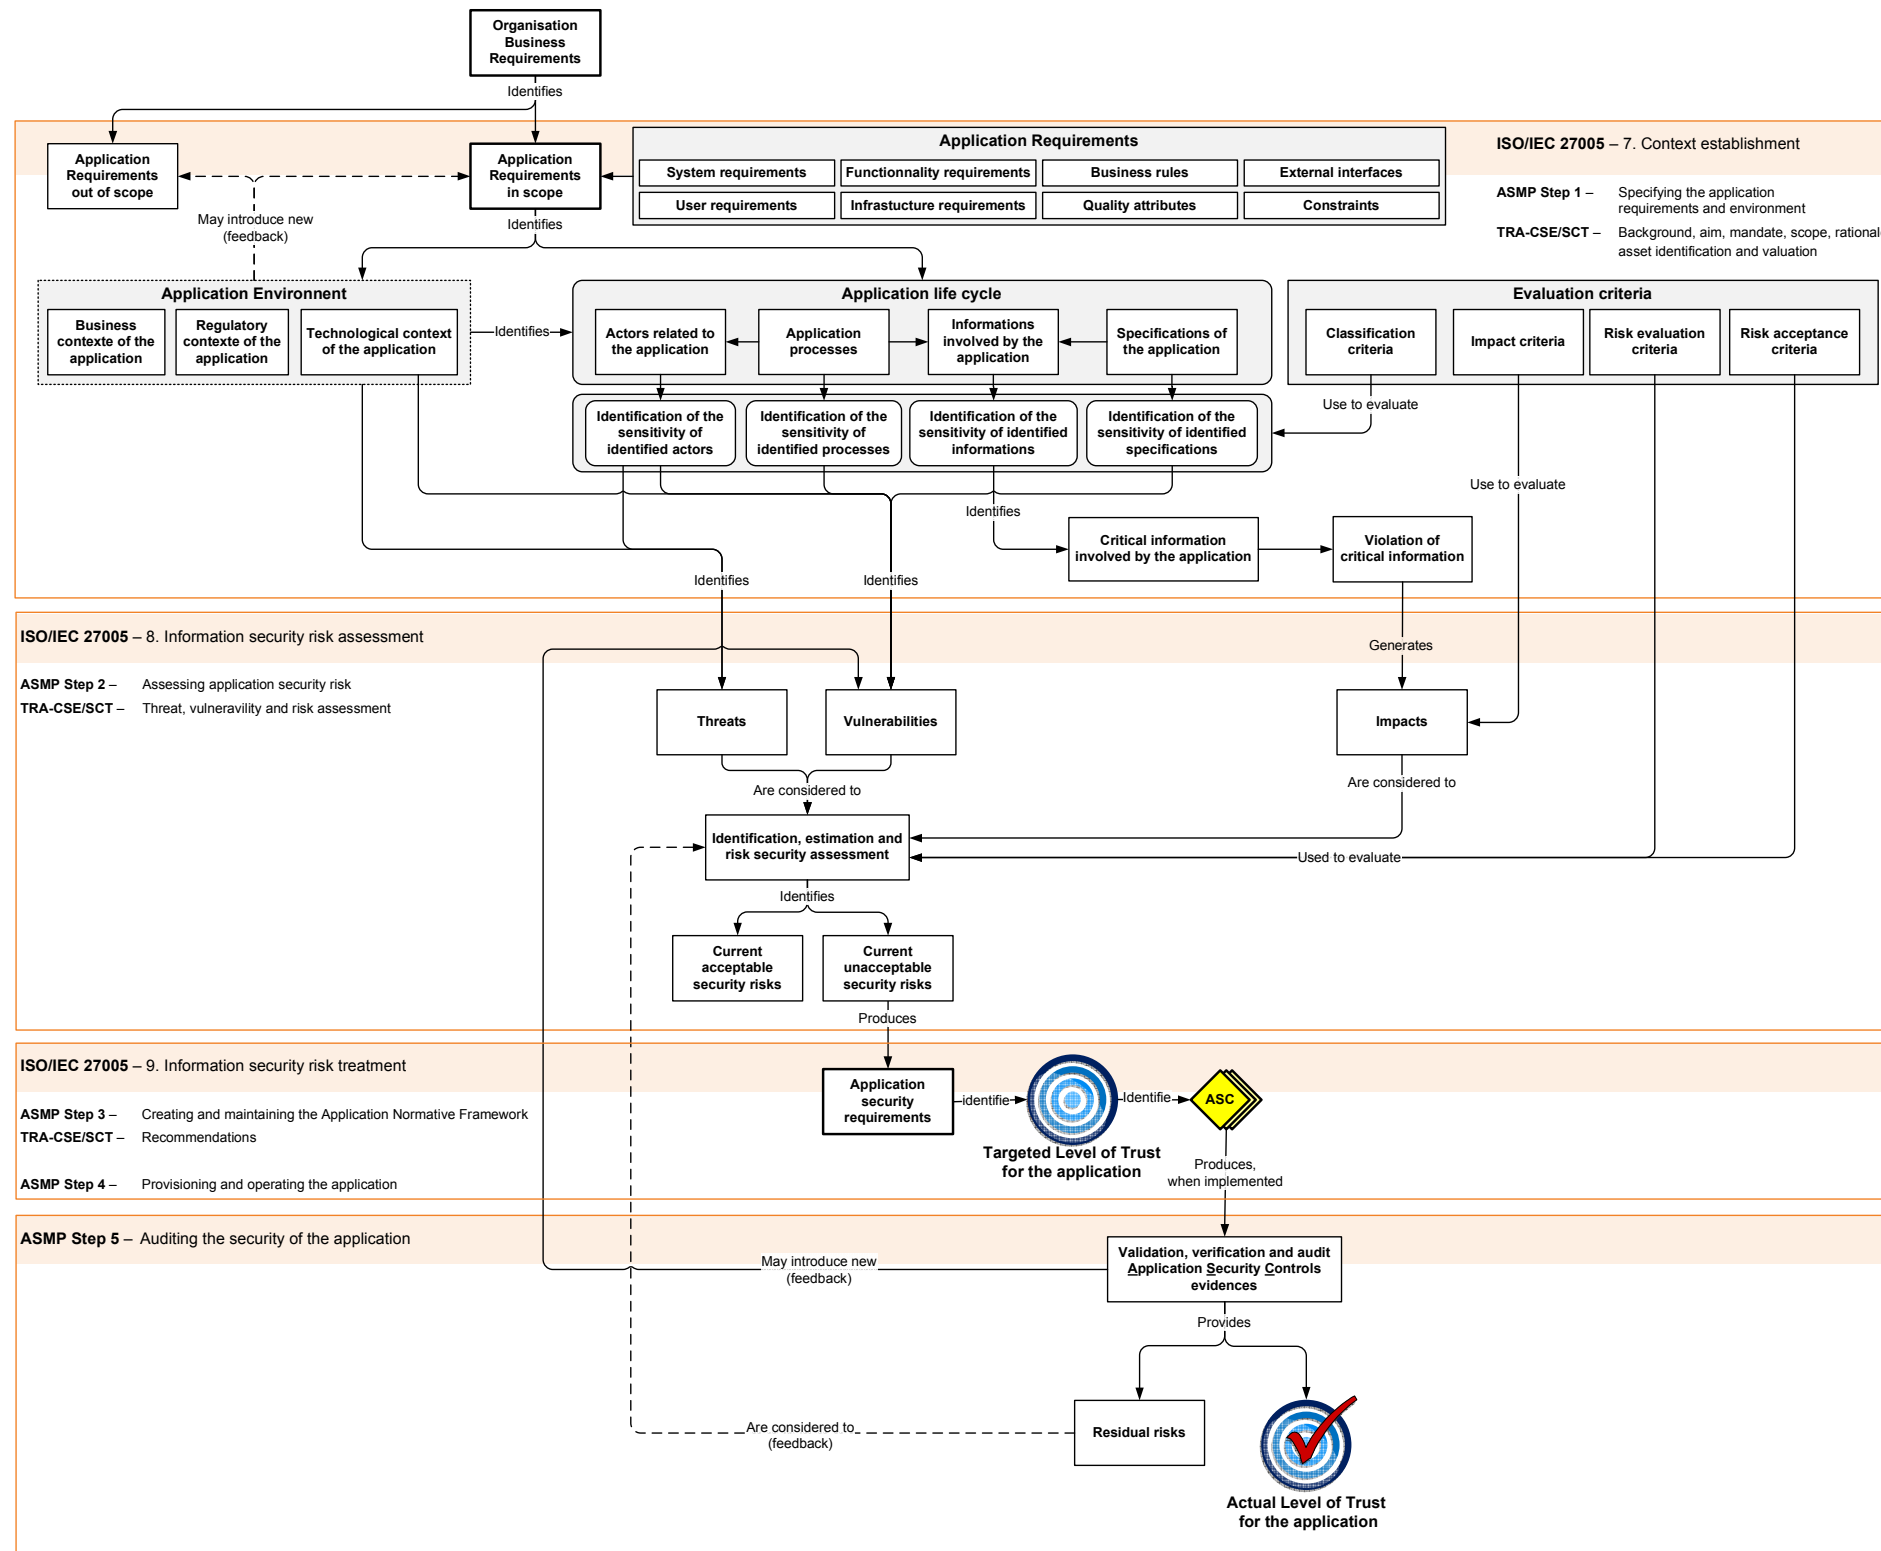 Organisation
Business
Requirements
Identifies
Application
Requirements
out of scope
Application
Requirements
in scope
Application Requirements
System requirements
Functionnality requirements
Business rules
External interfaces
User requirements
Infrastucture requirements
Quality attributes
Constraints
ISO/IEC 27005 – 7. Context establishment
ASMP Step 1 – Specifying the application
requirements and environment
TRA-CSE/SCT – Background, aim, mandate, scope, rational
asset identification and valuation
May introduce new
(feedback)
Identifies
Application Environment
Business
contexte of the
application
Regulatory
contexte of the
application
Technological context
of the application
Identifies
Application life cycle
Actors related to
the application
Application
processes
Informations
involved by the
application
Specifications of
the application
Evaluation criteria
Classification
criteria
Impact criteria
Risk evaluation
criteria
Risk acceptance
criteria
Identification of the
sensitivity of
identified actors
Identification of the
sensitivity of
identified processes
Identification of the
sensitivity of identified
informations
Identification of the
sensitivity of identified
specifications
Use to evaluate
Use to evaluate
Identifies
Critical information
involved by the application
Violation of
critical information
Identifies
Identifies
ISO/IEC 27005 – 8. Information security risk assessment
Generates
ASMP Step 2 – Assessing application security risk
TRA-CSE/SCT – Threat, vulneravility and risk assessment
Threats
Vulnerabilities
Impacts
Are considered to
Are considered to
Identification, estimation and
risk security assessment
Used to evaluate
Identifies
Current
acceptable
security risks
Current
unacceptable
security risks
Produces
ISO/IEC 27005 – 9. Information security risk treatment
ASMP Step 3 – Creating and maintaining the Application Normative Framework
TRA-CSE/SCT – Recommendations
ASMP Step 4 – Provisioning and operating the application
Application
security
requirements
identifie
Targeted Level of Trust
for the application
Identifie
ASC
Produces,
when implemented
ASMP Step 5 – Auditing the security of the application
May introduce new
(feedback)
Validation, verification and audit
Application Security Controls
evidences
Provides
Are considered to
(feedback)
Residual risks
Actual Level of Trust
for the application